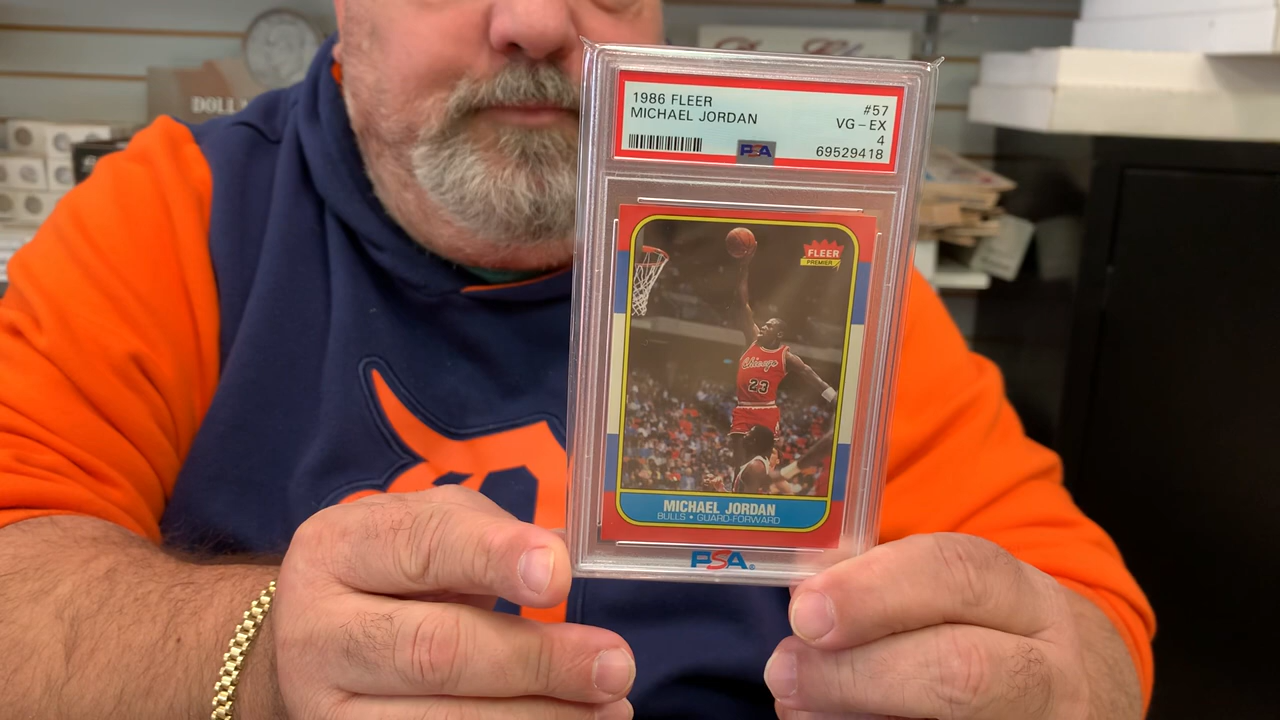 DOLL
1986 FLEER
MICHAEL JORDAN
#57
VG-EX
4
69529418
PSA
FLEER
PREMIER
Chicago
23
MICHAEL JORDAN
BULLS • GUARD-FORWARD
PSA®
D